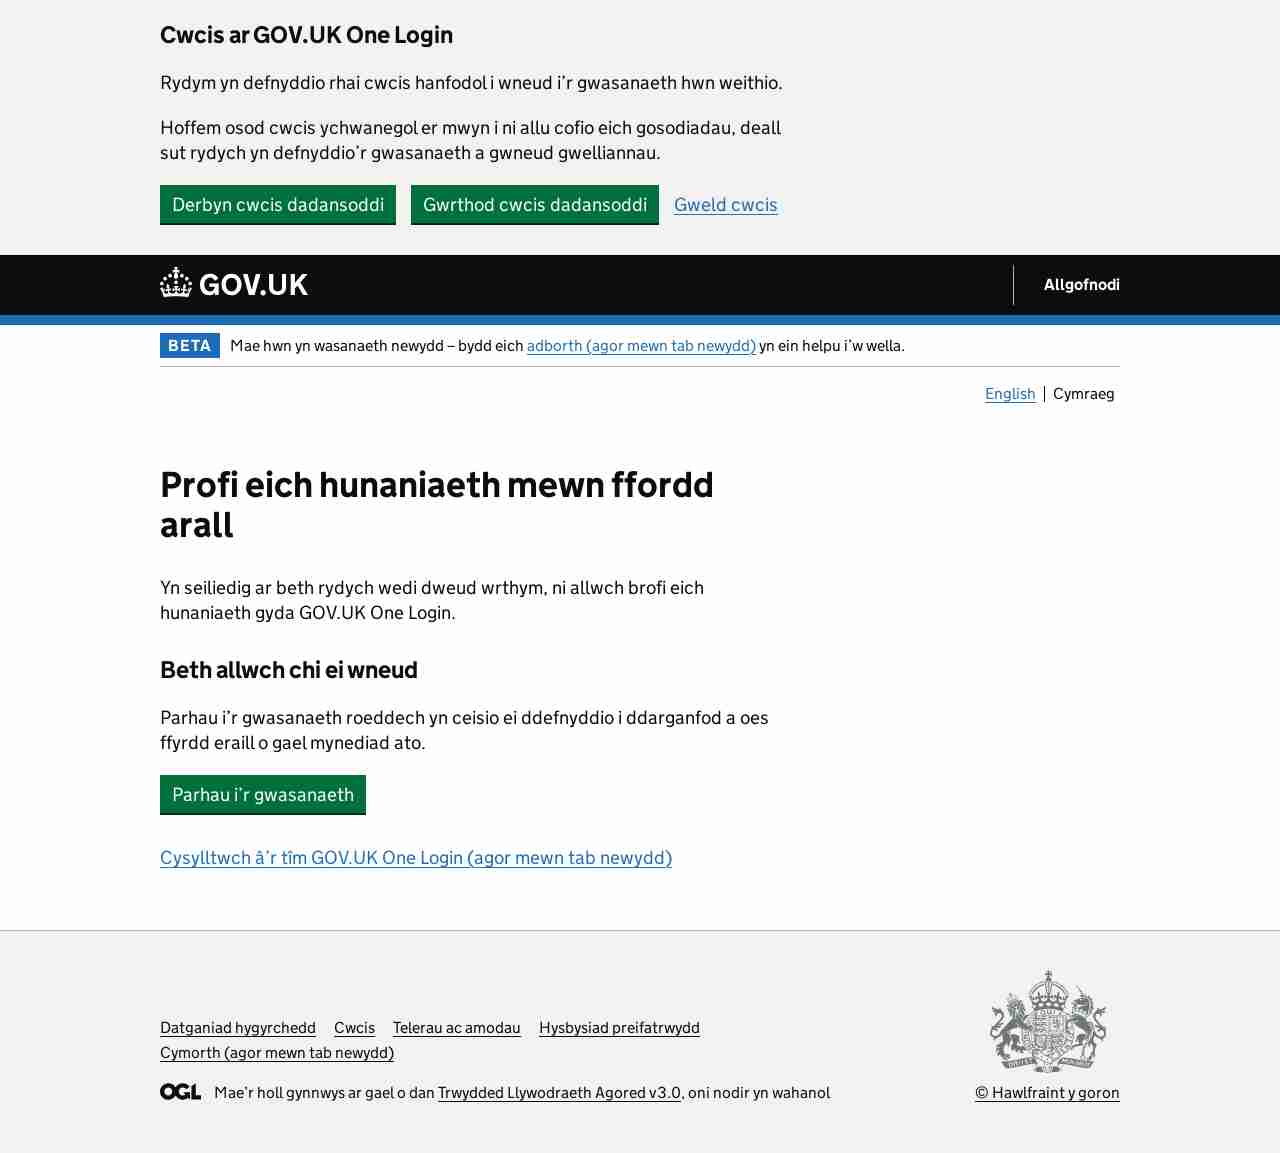 Cwcis ar GOV.UK One Login
Rydym yn defnyddio rhai cwcis hanfodol i wneud i’r gwasanaeth hwn weithio.
Hoffem osod cwcis ychwanegol er mwyn i ni allu cofio eich gosodiadau, deall
sut rydych yn defnyddio’r gwasanaeth a gwneud gwelliannau.
Derbyn cwcis dadansoddi Gwrthod cwcis dadansoddi Gweld cwcis
GOV.UK Allgofnodi
BETA Mae hwn yn wasanaeth newydd – bydd eich adborth (agor mewn tab newydd) yn ein helpu i’w wella.
English Cymraeg
Profi eich hunaniaeth mewn ffordd
arall
Yn seiliedig ar beth rydych wedi dweud wrthym, ni allwch brofi eich
hunaniaeth gyda GOV.UK One Login.
Beth allwch chi ei wneud
Parhau i’r gwasanaeth roeddech yn ceisio ei ddefnyddio i ddarganfod a oes
ffyrdd eraill o gael mynediad ato.
Parhau i’r gwasanaeth
Cysylltwch â’r tîm GOV.UK One Login (agor mewn tab newydd)
Datganiad hygyrchedd Cwcis Telerau ac amodau Hysbysiad preifatrwydd
Cymorth (agor mewn tab newydd)
OGL Mae’r holl gynnwys ar gael o dan Trwydded Llywodraeth Agored v3.0, oni nodir yn wahanol
© Hawlfraint y goron